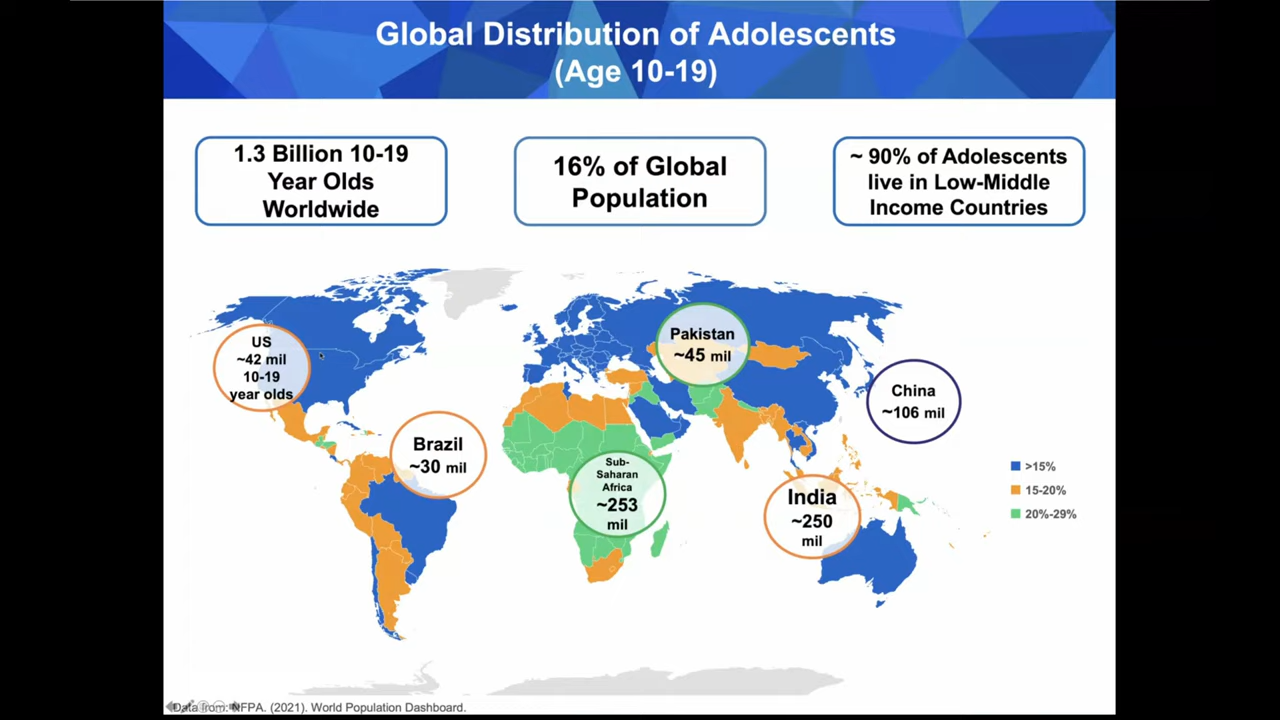 Global Distribution of Adolescents
(Age 10-19)
1.3 Billion 10-19
Year Olds
Worldwide
16% of Global
Population
~ 90% of Adolescents
live in Low-Middle
Income Countries
US
~42 mil
10-19
year olds
Brazil
~30 mil
Sub-
Saharan
Africa
~253
mil
Pakistan
~45 mil
India
~250
mil
China
~106 mil
>15%
15-20%
20%-29%
Data from: NFPA. (2021). World Population Dashboard.